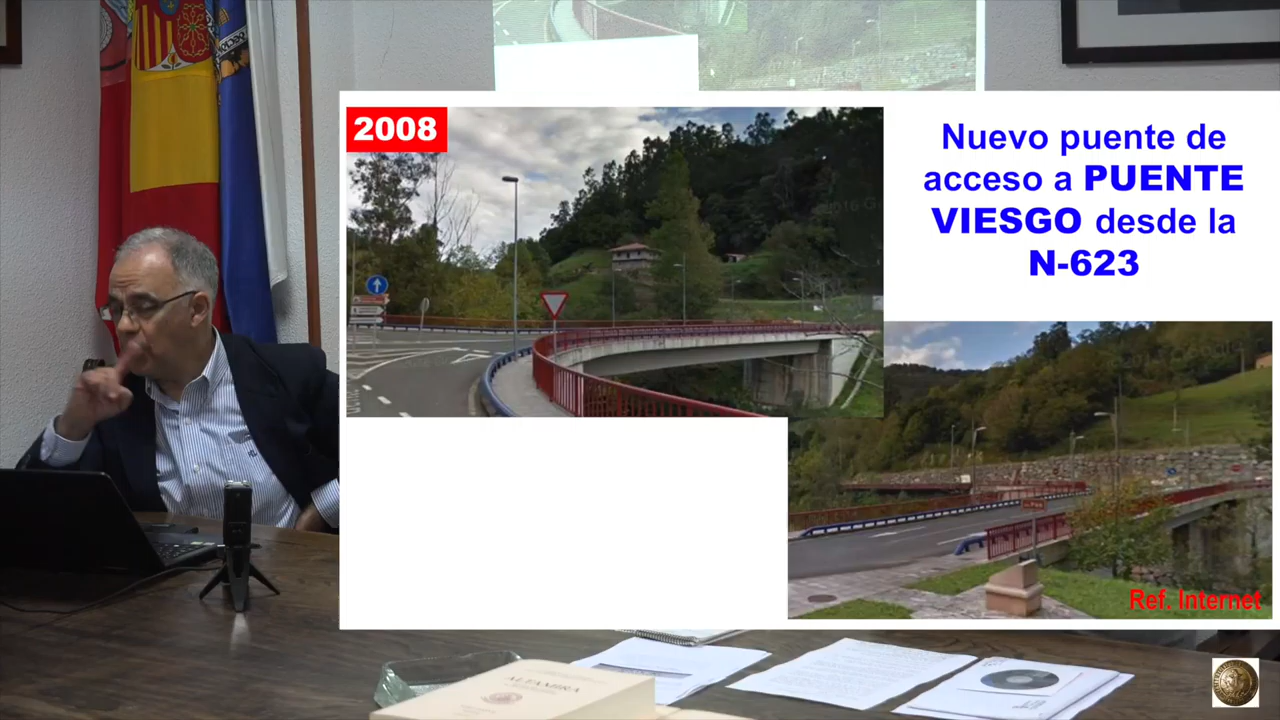 2008
Nuevo puente de
acceso a PUENTE
VIESGO desde la
N-623
Ref. Internet
ALTAMIRA